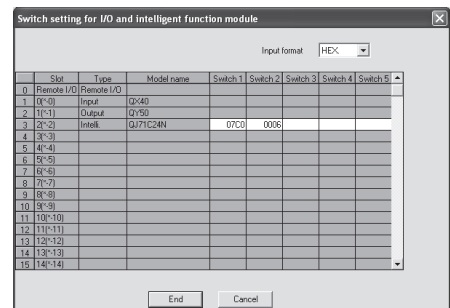 Switch setting for I/O and intelligent function module
Input format HEX.
Slot Type Model name Switch 1 Switch 2 Switch 3 Switch 4 Switch 5
0 Remote I/O Remote I/O
1 0(*-0) Input QX40
2 1(*-1) Output QY50
3 2(*-2) Intelli. QJ71C24N 07C0 0006
4 3(*-3)
5 4(*-4)
6 5(*-5)
7 6(*-6)
8 7(*-7)
9 8(*-8)
10 9(*-9)
11 10(*-10)
12 11(*-11)
13 12(*-12)
14 13(*-13)
15 14(*-14)
End Cancel